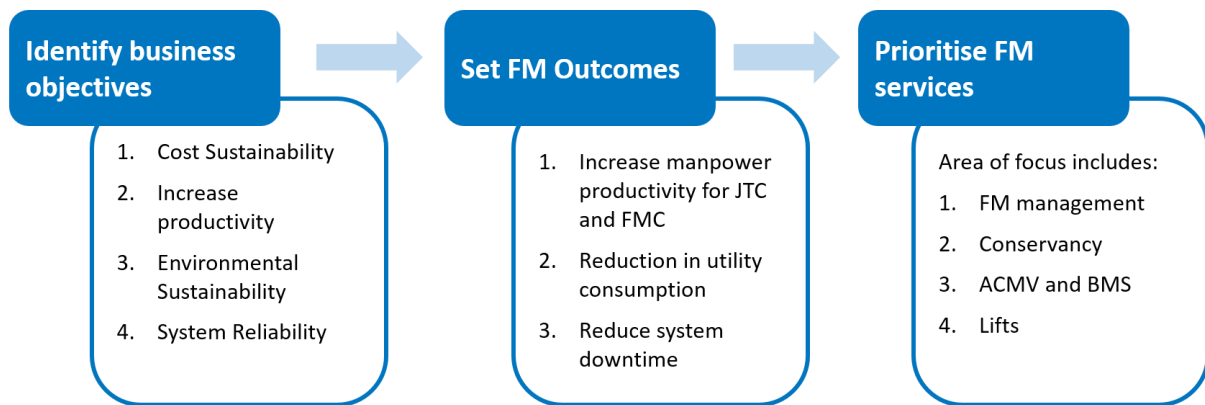 Identify business
objectives
1. Cost Sustainability
2. Increase
productivity
3. Environmental
Sustainability
4. System Reliability
Set FM Outcomes
1. Increase manpower
productivity for JTC
and FMC
2. Reduction in utility
consumption
3. Reduce system
downtime
Prioritise FM
services
Area of focus includes:
1. FM management
2. Conservancy
3. ACMV and BMS
4. Lifts